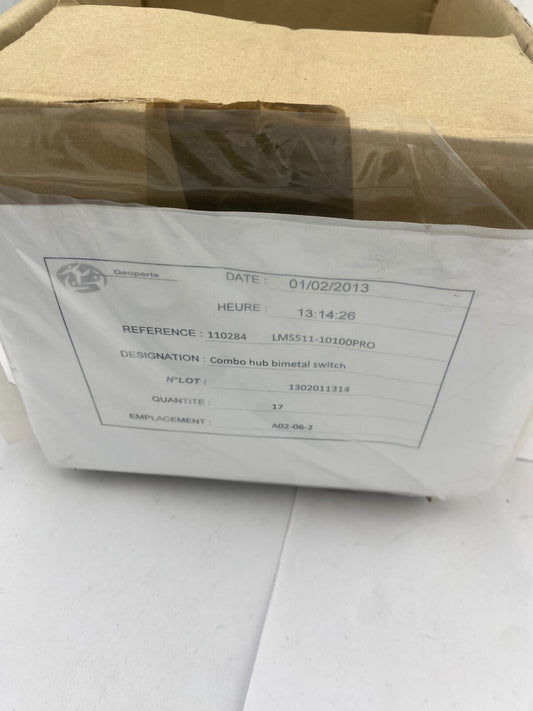 Geoparts
DATE : 01/02/2013
HEURE : 13:14:26
REFERENCE : 110284 LMS511-10100PRO
DESIGNATION : Combo hub bimetal switch
N°LOT : 1302011314
QUANTITE : 17
EMPLACEMENT : A02-06-2